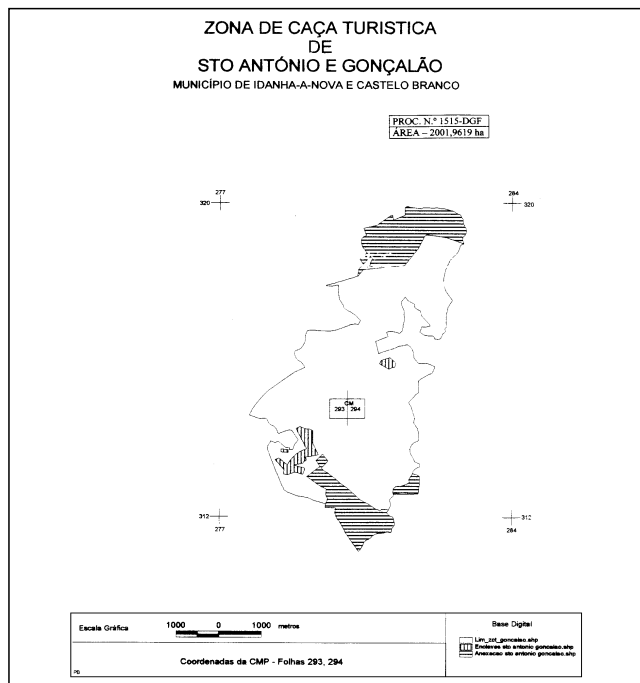 ZONA DE CAÇA TURISTICA
DE
STO ANTÓNIO E GONÇALÃO
MUNICÍPIO DE IDANHA-A-NOVA E CASTELO BRANCO
PROC. N.º 1515-DGF
ÁREA – 2001,9619 ha
277
320
284
320
CM
293 294
312
277
312
284
Escala Gráfica
1000 0 1000 metros
Coordenadas da CMP - Folhas 293, 294
PB
Base Digital
Lim_zct_goncalao.shp
Enclaves sto antonio goncalao.shp
Anexacao sto antonio goncalao.shp